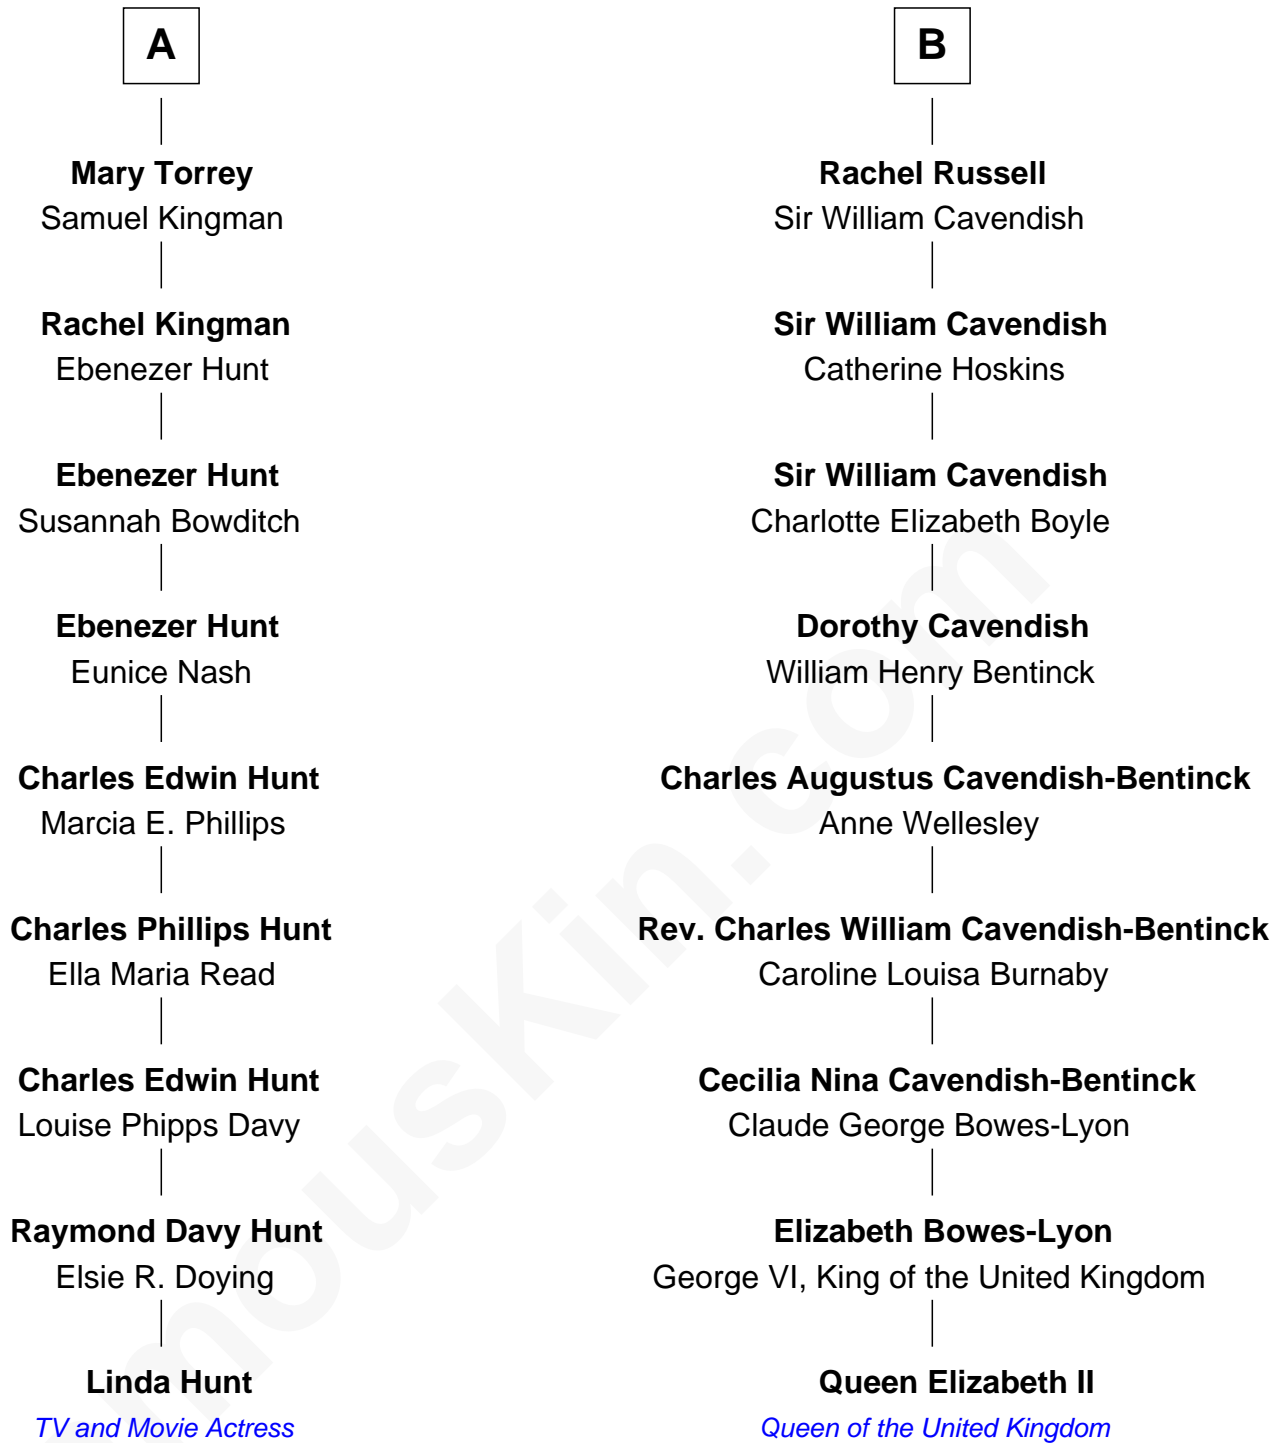 A
B
Mary Torrey
Samuel Kingman
Rachel Russell
Sir William Cavendish
Rachel Kingman
Ebenezer Hunt
Sir William Cavendish
Catherine Hoskins
Ebenezer Hunt
Susannah Bowditch
Sir William Cavendish
Charlotte Elizabeth Boyle
Ebenezer Hunt
Eunice Nash
Dorothy Cavendish
William Henry Bentinck
Charles Edwin Hunt
Marcia E. Phillips
Charles Augustus Cavendish-Bentinck
Anne Wellesley
Charles Phillips Hunt
Ella Maria Read
Rev. Charles William Cavendish-Bentinck
Caroline Louisa Burnaby
Charles Edwin Hunt
Louise Phipps Davy
Cecilia Nina Cavendish-Bentinck
Claude George Bowes-Lyon
Raymond Davy Hunt
Elsie R. Doying
Elizabeth Bowes-Lyon
George VI, King of the United Kingdom
Linda Hunt
TV and Movie Actress
Queen Elizabeth II
Queen of the United Kingdom
mousKin.com